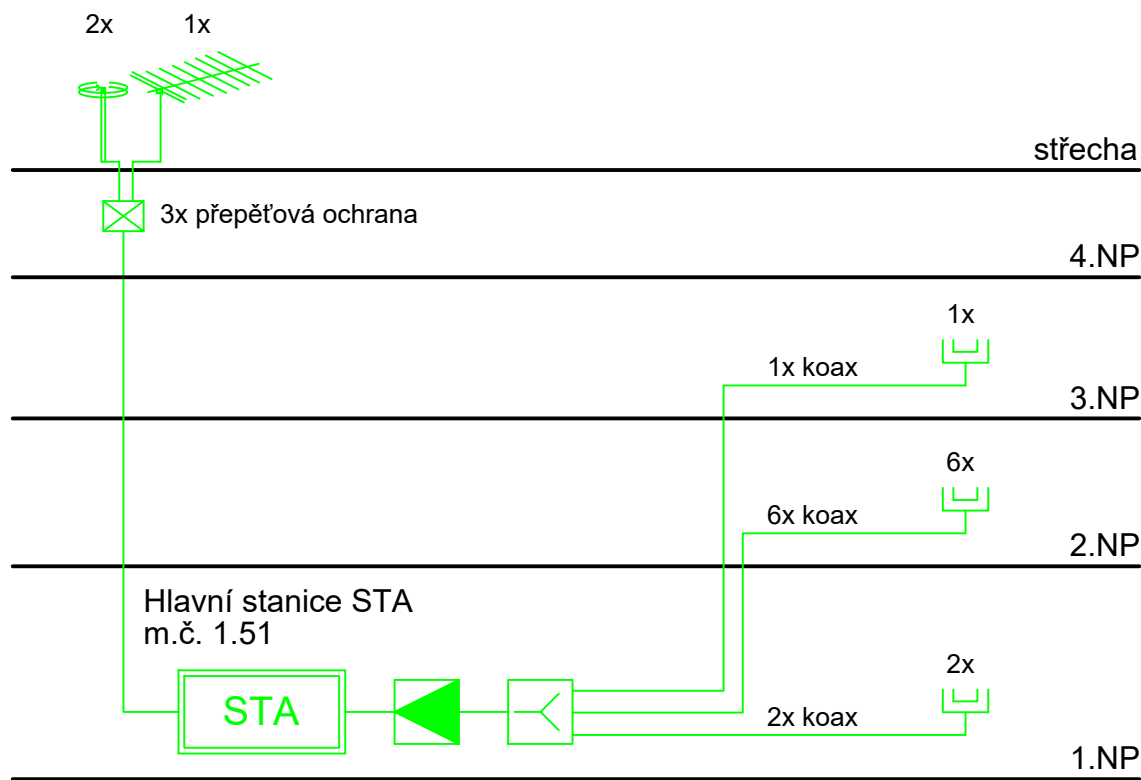 2x
1x
střecha
3x přepěťová ochrana
4.NP
1x
1x koax
3.NP
6x
6x koax
2.NP
Hlavní stanice STA
m.č. 1.51
STA
2x
2x koax
1.NP